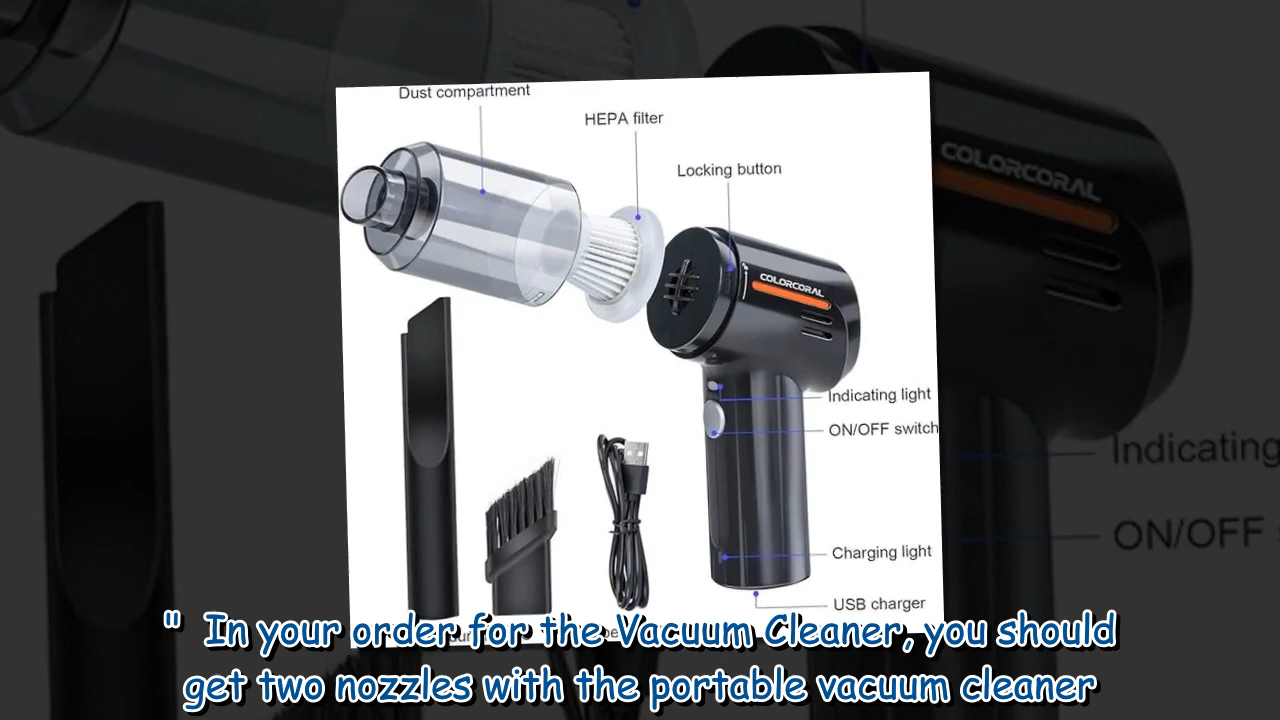 Dust compartment
HEPA filter
Locking button
COLORCORAL
COLORCORAL
Indicating light
ON/OFF switch
Indicating
ON/OFF
Charging light
USB charger
" In your order for the Vacuum Cleaner, you should
get two nozzles with the portable vacuum cleaner